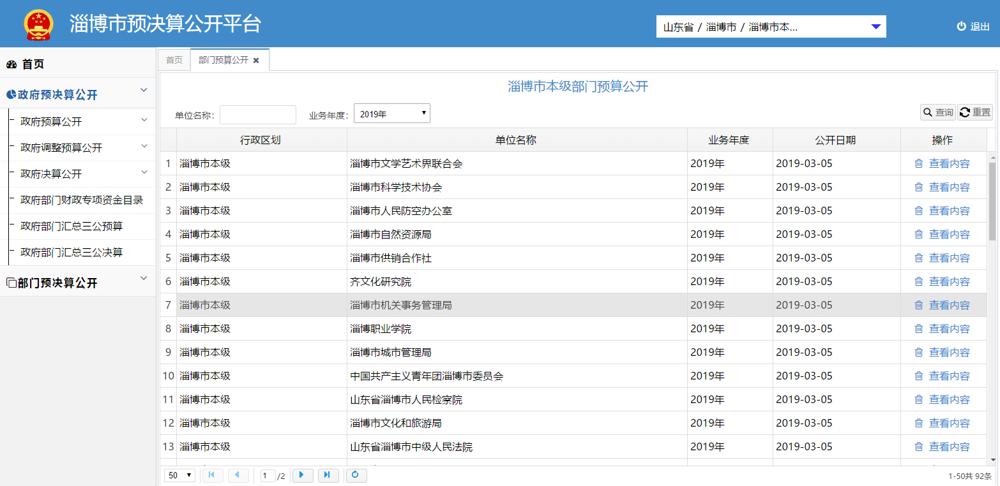 淄博市预决算公开平台
山东省 / 淄博市 / 淄博市本...
退出
首页
政府预决算公开
政府预算公开
政府调整预算公开
政府决算公开
政府部门财政专项资金目录
政府部门汇总三公预算
政府部门汇总三公决算
部门预决算公开
首页 部门预算公开
淄博市本级部门预算公开
单位名称: 业务年度: 2019年 查询 重置
行政区划 单位名称 业务年度 公开日期 操作
1 淄博市本级 淄博市文学艺术界联合会 2019年 2019-03-05 查看内容
2 淄博市本级 淄博市科学技术协会 2019年 2019-03-05 查看内容
3 淄博市本级 淄博市人民防空办公室 2019年 2019-03-05 查看内容
4 淄博市本级 淄博市自然资源局 2019年 2019-03-05 查看内容
5 淄博市本级 淄博市供销合作社 2019年 2019-03-05 查看内容
6 淄博市本级 齐文化研究院 2019年 2019-03-05 查看内容
7 淄博市本级 淄博市机关事务管理局 2019年 2019-03-05 查看内容
8 淄博市本级 淄博职业学院 2019年 2019-03-05 查看内容
9 淄博市本级 淄博市城市管理局 2019年 2019-03-05 查看内容
10 淄博市本级 中国共产主义青年团淄博市委员会 2019年 2019-03-05 查看内容
11 淄博市本级 山东省淄博市人民检察院 2019年 2019-03-05 查看内容
12 淄博市本级 淄博市文化和旅游局 2019年 2019-03-05 查看内容
13 淄博市本级 山东省淄博市中级人民法院 2019年 2019-03-05 查看内容
50 1 /2 1-50共 92条